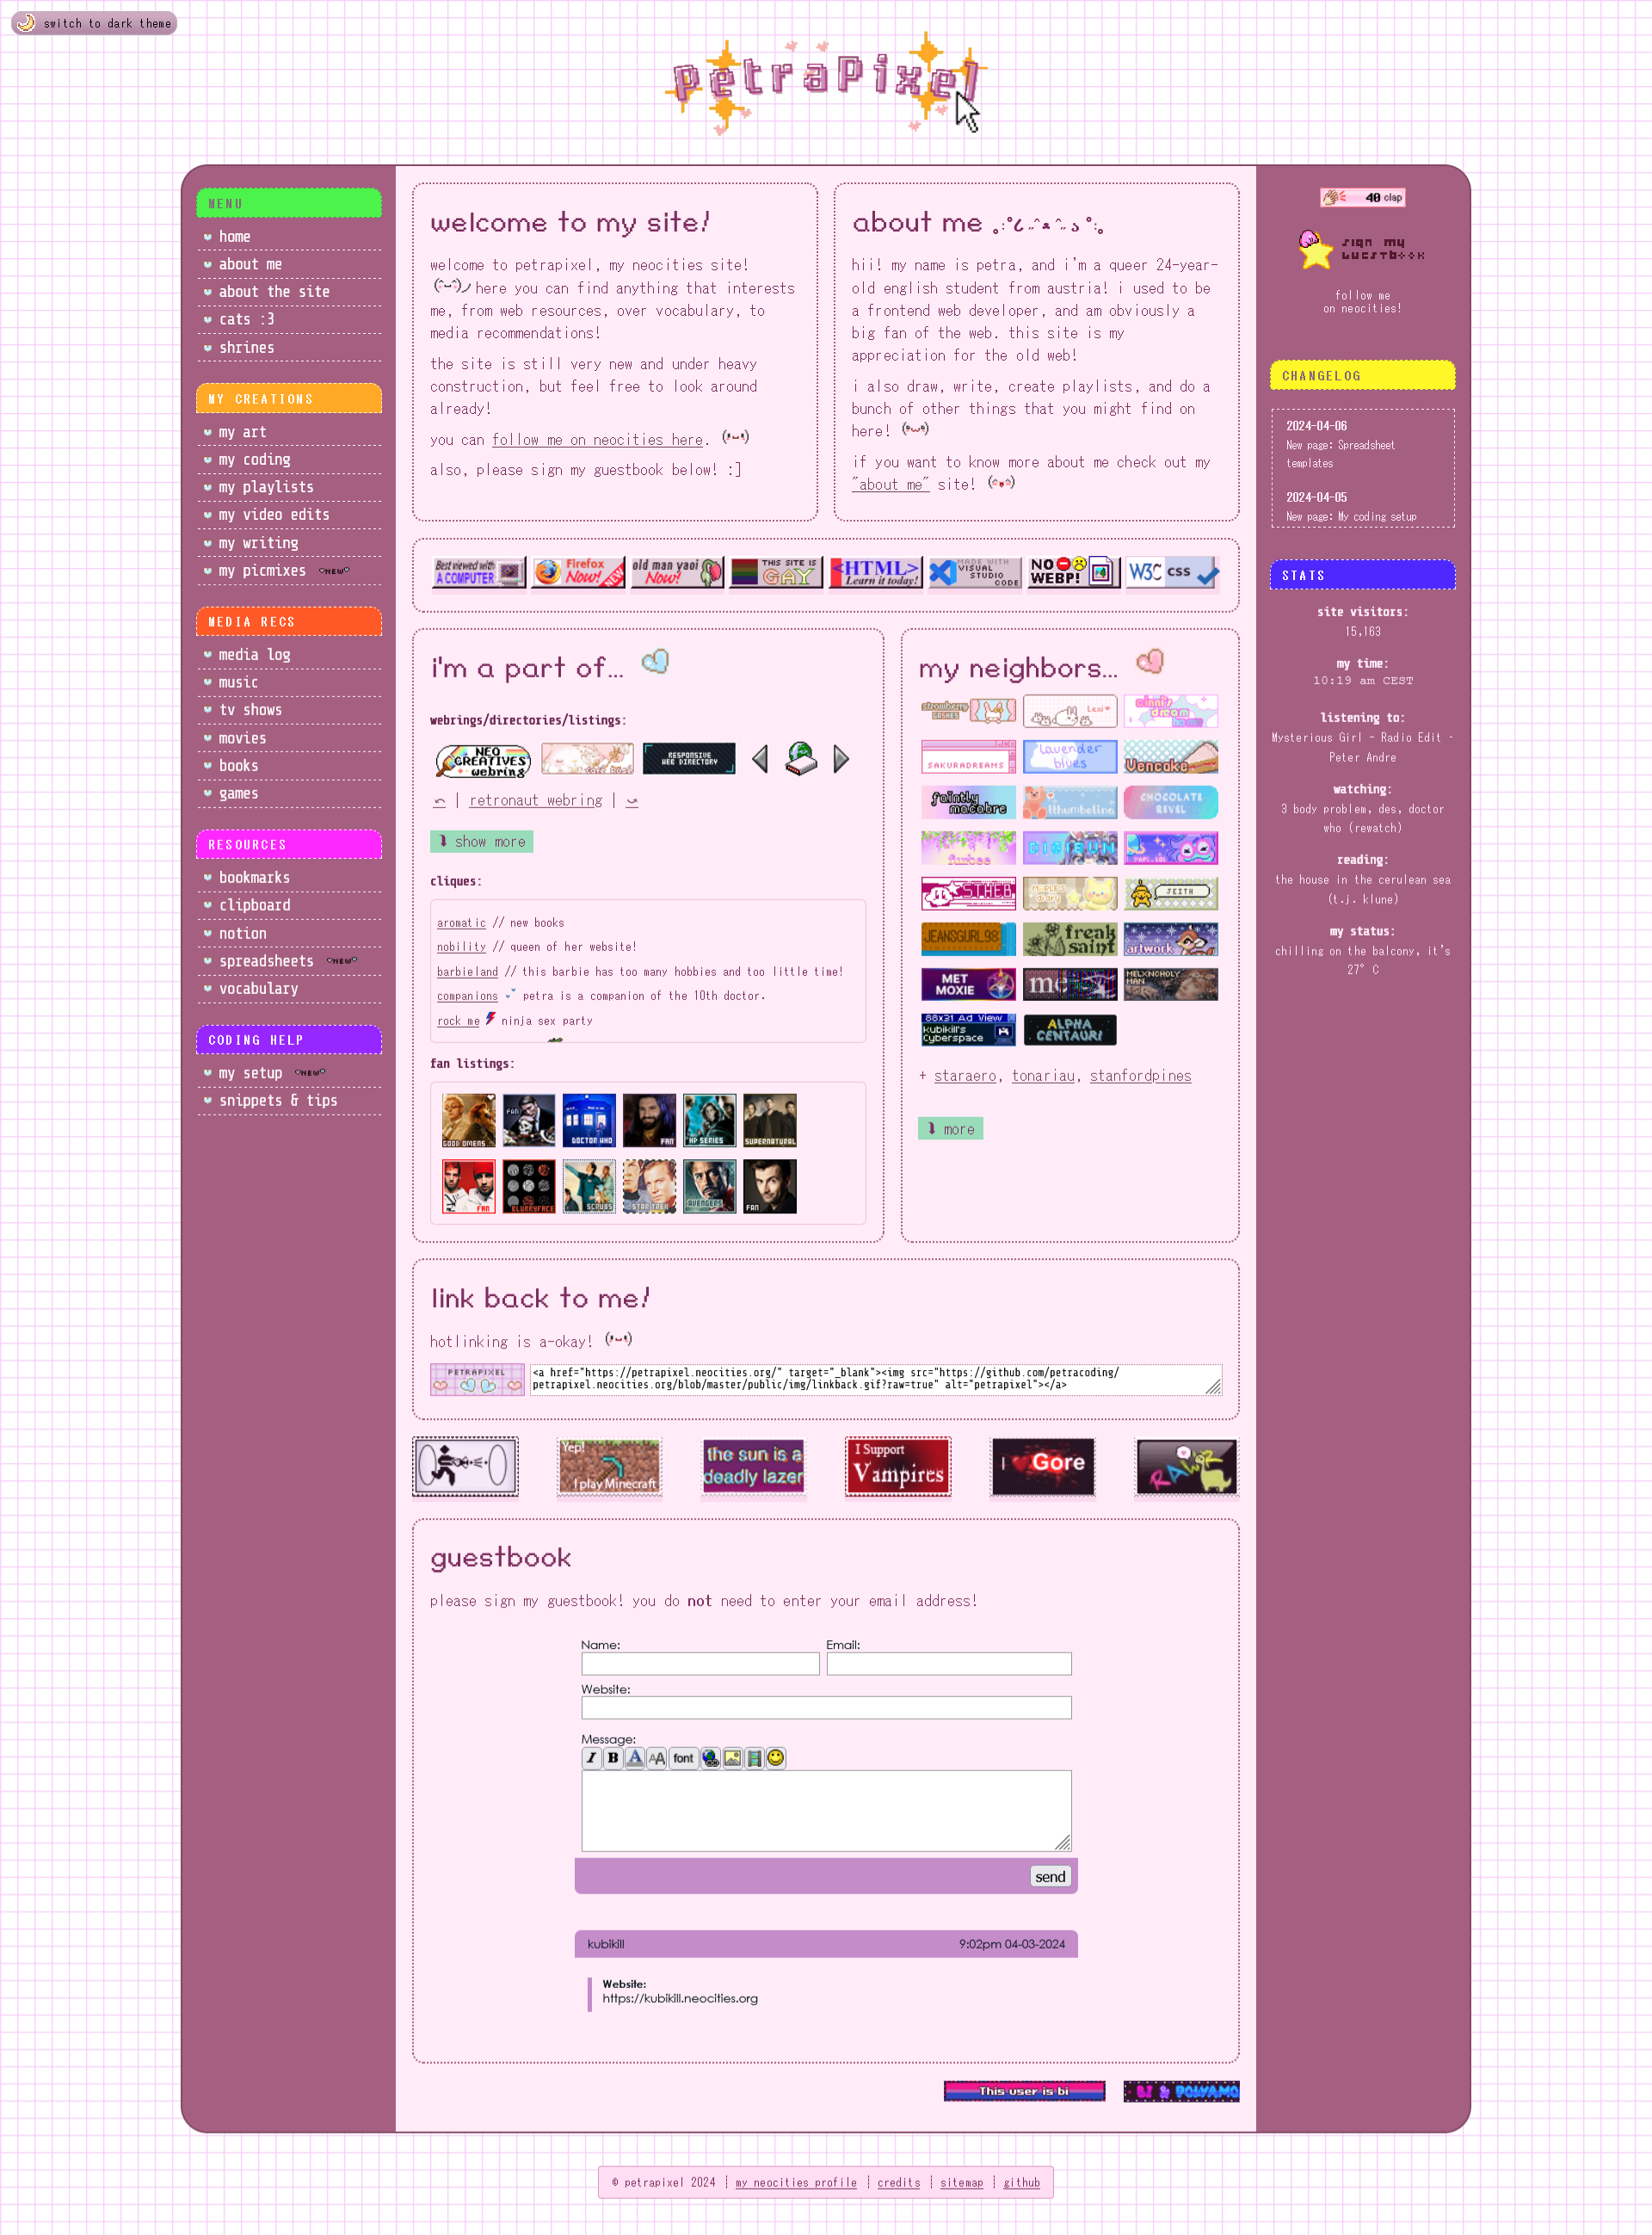 switch to dark theme
petrapixel
MENU
home
about me
about the site
cats :3
shrines
MY CREATIONS
my art
my coding
my playlists
my video edits
my writing
my picmixes NEW
MEDIA RECS
media log
music
tv shows
movies
books
games
RESOURCES
bookmarks
clipboard
notion
spreadsheets NEW
vocabulary
CODING HELP
my setup NEW
snippets & tips
welcome to my site!
welcome to petrapixel, my neocities site!
here you can find anything that interests
me, from web resources, over vocabulary, to
media recommendations!
the site is still very new and under heavy
construction, but feel free to look around
already!
you can follow me on neocities here.
also, please sign my guestbook below! :]
about me
hii! my name is petra, and i'm a queer 24-year-
old english student from austria! i used to be
a frontend web developer, and am obviously a
big fan of the web. this site is my
appreciation for the old web!
i also draw, write, create playlists, and do a
bunch of other things that you might find on
here!
if you want to know more about me check out my
"about me" site!
Best viewed with
A COMPUTER
Firefox
Now! NEW
old man yaoi
Now!
THIS SITE IS
GAY
<HTML>
Learn it today!
MADE WITH
VISUAL
STUDIO
CODE
NO
WEBP!
W3C CSS
i'm a part of...
webrings/directories/listings:
NEO
CREATIVES
webring
RESPONSIVE
WEB DIRECTORY
⤺ | retronaut webring | ⤻
show more
cliques:
aromatic // new books
nobility // queen of her website!
barbieland // this barbie has too many hobbies and too little time!
companions petra is a companion of the 10th doctor.
rock me ninja sex party
fan listings:
GOOD OMENS
FAN
DOCTOR WHO
FAN
HP SERIES
SUPERNATURAL
FAN
BLURRYFACE
SCRUBS
STAR TREK
AVENGERS
FAN
my neighbors...
strawberry
GASHES
Lexi
dream
home
SAKURADREAMS
lavender
blues
Vencake
faintly
macabre
thumbelina
CHOCOLATE
REVEL
DIGIBUN
YAPI.LOL
diary
JEITH
JEANSGURL98
freak
saint
artwork
MET
MOXIE
MELANCHOLY
MAN
88x31 Ad View
kubikill's
Cyberspace
ALPHA
CENTAURI
+ staraero, tonariau, stanfordpines
more
link back to me!
hotlinking is a-okay!
PETRAPIXEL
<a href="https://petrapixel.neocities.org/" target="_blank"><img src="https://github.com/petracoding/
petrapixel.neocities.org/blob/master/public/img/linkback.gif?raw=true" alt="petrapixel"></a>
Yep!
I play Minecraft
the sun is a
deadly lazer
I Support
Vampires
I Gore
RAWR
guestbook
please sign my guestbook! you do not need to enter your email address!
Name:
Email:
Website:
Message:
I B A AA font
send
kubikill 9:02pm 04-03-2024
Website:
https://kubikill.neocities.org
This user is bi
BI & POLYAMO
40 clap
sign my
guestbook
follow me
on neocities!
CHANGELOG
2024-04-06
New page: Spreadsheet
templates
2024-04-05
New page: My coding setup
STATS
site visitors:
15,163
my time:
10:19 am CEST
listening to:
Mysterious Girl - Radio Edit ·
Peter Andre
watching:
3 body problem, des, doctor
who (rewatch)
reading:
the house in the cerulean sea
(t.j. klune)
my status:
chilling on the balcony, it's
27° C
© petrapixel 2024 | my neocities profile | credits | sitemap | github